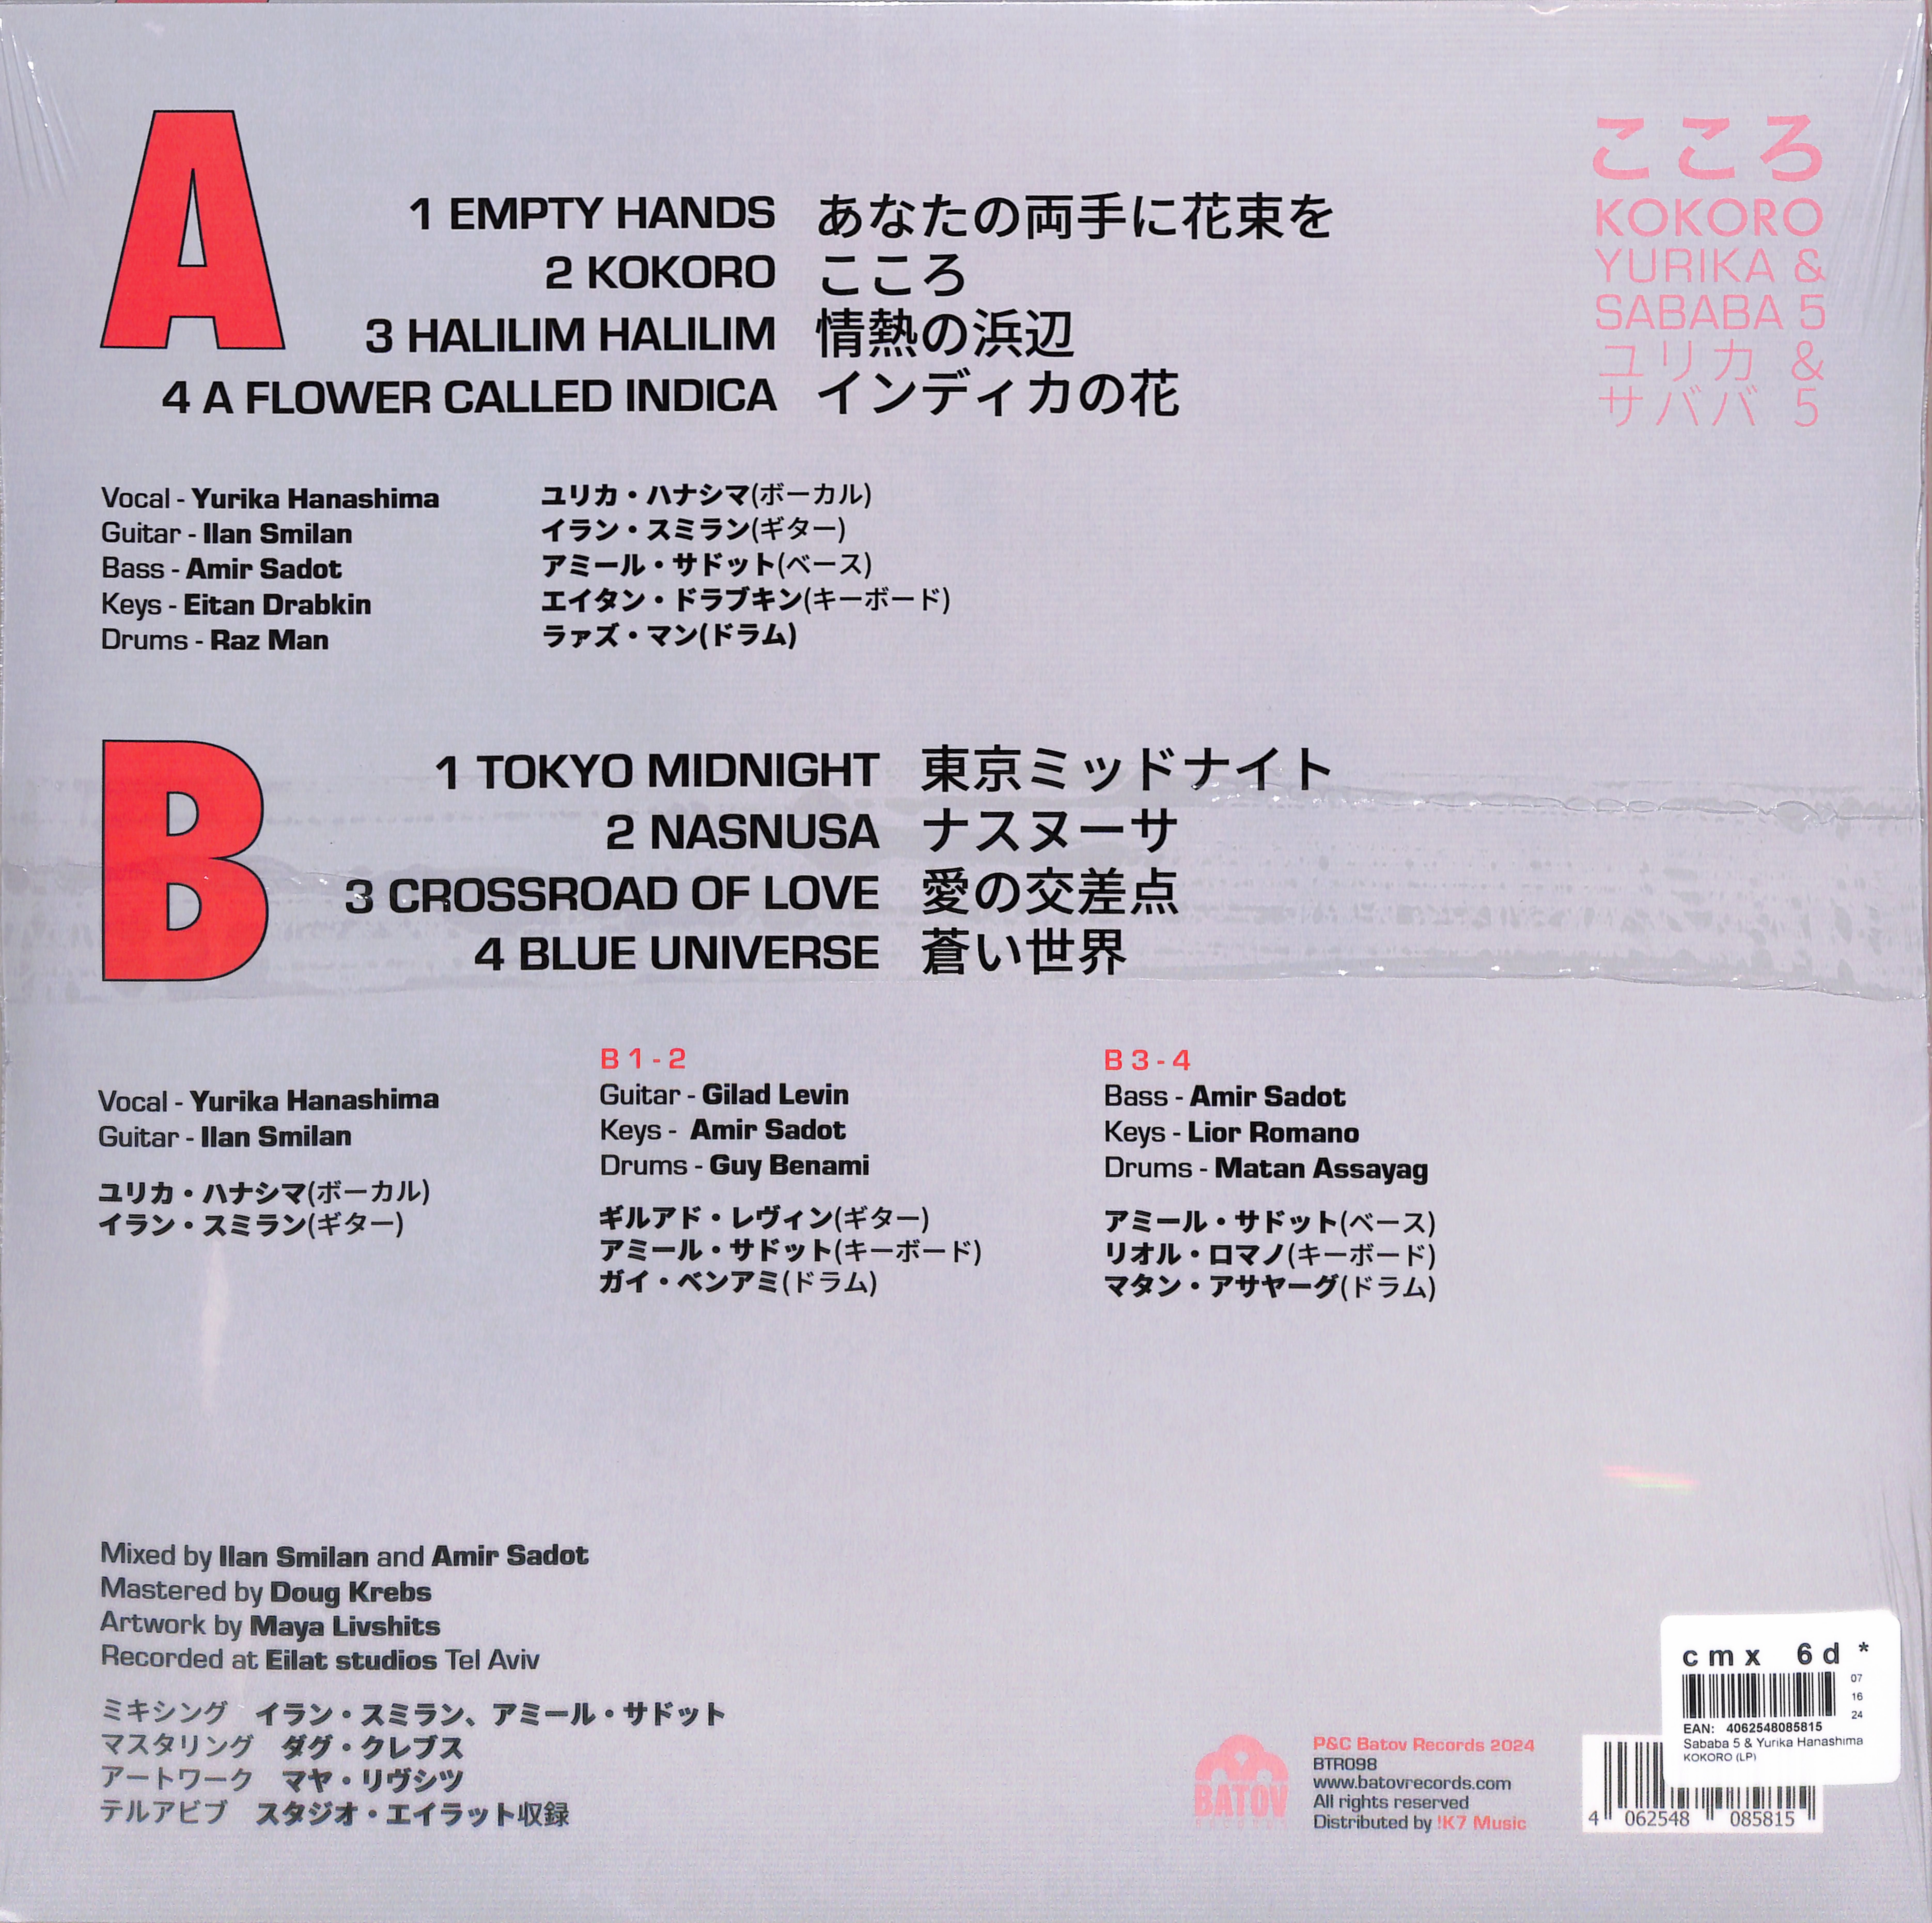 A
1 EMPTY HANDS あなたの両手に花束を
2 KOKORO こころ
3 HALILIM HALILIM 情熱の浜辺
4 A FLOWER CALLED INDICA インディカの花
こころ
KOKORO
YURIKA &
SABABA 5
ユリカ &
サババ 5
Vocal - Yurika Hanashima
Guitar - Ilan Smilan
Bass - Amir Sadot
Keys - Eitan Drabkin
Drums - Raz Man
ユリカ・ハナシマ(ボーカル)
イラン・スミラン(ギター)
アミール・サドット(ベース)
エイタン・ドラブキン(キーボード)
ラァズ・マン(ドラム)
B
1 TOKYO MIDNIGHT 東京ミッドナイト
2 NASNUSA ナスヌーサ
3 CROSSROAD OF LOVE 愛の交差点
4 BLUE UNIVERSE 蒼い世界
Vocal - Yurika Hanashima
Guitar - Ilan Smilan
ユリカ・ハナシマ(ボーカル)
イラン・スミラン(ギター)
B 1 - 2
Guitar - Gilad Levin
Keys - Amir Sadot
Drums - Guy Benami
ギルアド・レヴィン(ギター)
アミール・サドット(キーボード)
ガイ・ベンアミ(ドラム)
B 3 - 4
Bass - Amir Sadot
Keys - Lior Romano
Drums - Matan Assayag
アミール・サドット(ベース)
リオル・ロマノ(キーボード)
マタン・アサヤーグ(ドラム)
Mixed by Ilan Smilan and Amir Sadot
Mastered by Doug Krebs
Artwork by Maya Livshits
Recorded at Eilat studios Tel Aviv
ミキシング イラン・スミラン、アミール・サドット
マスタリング ダグ・クレブス
アートワーク マヤ・リヴシツ
テルアビブ スタジオ・エイラット収録
BATOV
RECORDS
P&C Batov Records 2024
BTR098
www.batovrecords.com
All rights reserved
Distributed by !K7 Music
cmx 6d *
07
16
24
EAN: 4062548085815
Sababa 5 & Yurika Hanashima
KOKORO (LP)
4 062548 085815